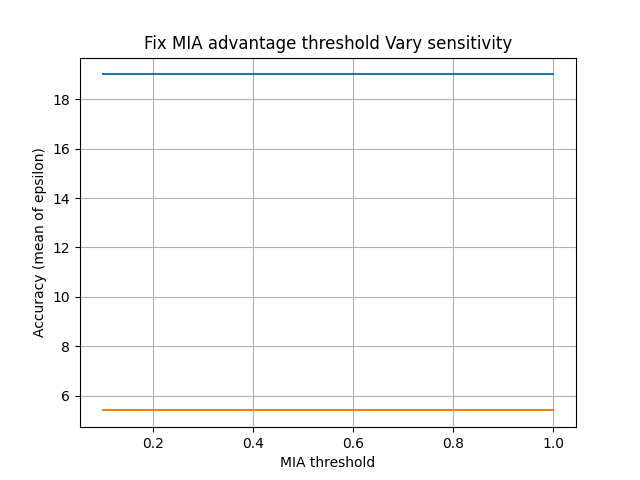 Fix MIA advantage threshold Vary sensitivity
Accuracy (mean of epsilon)
18
16
14
12
10
8
6
0.2 0.4 0.6 0.8 1.0
MIA threshold